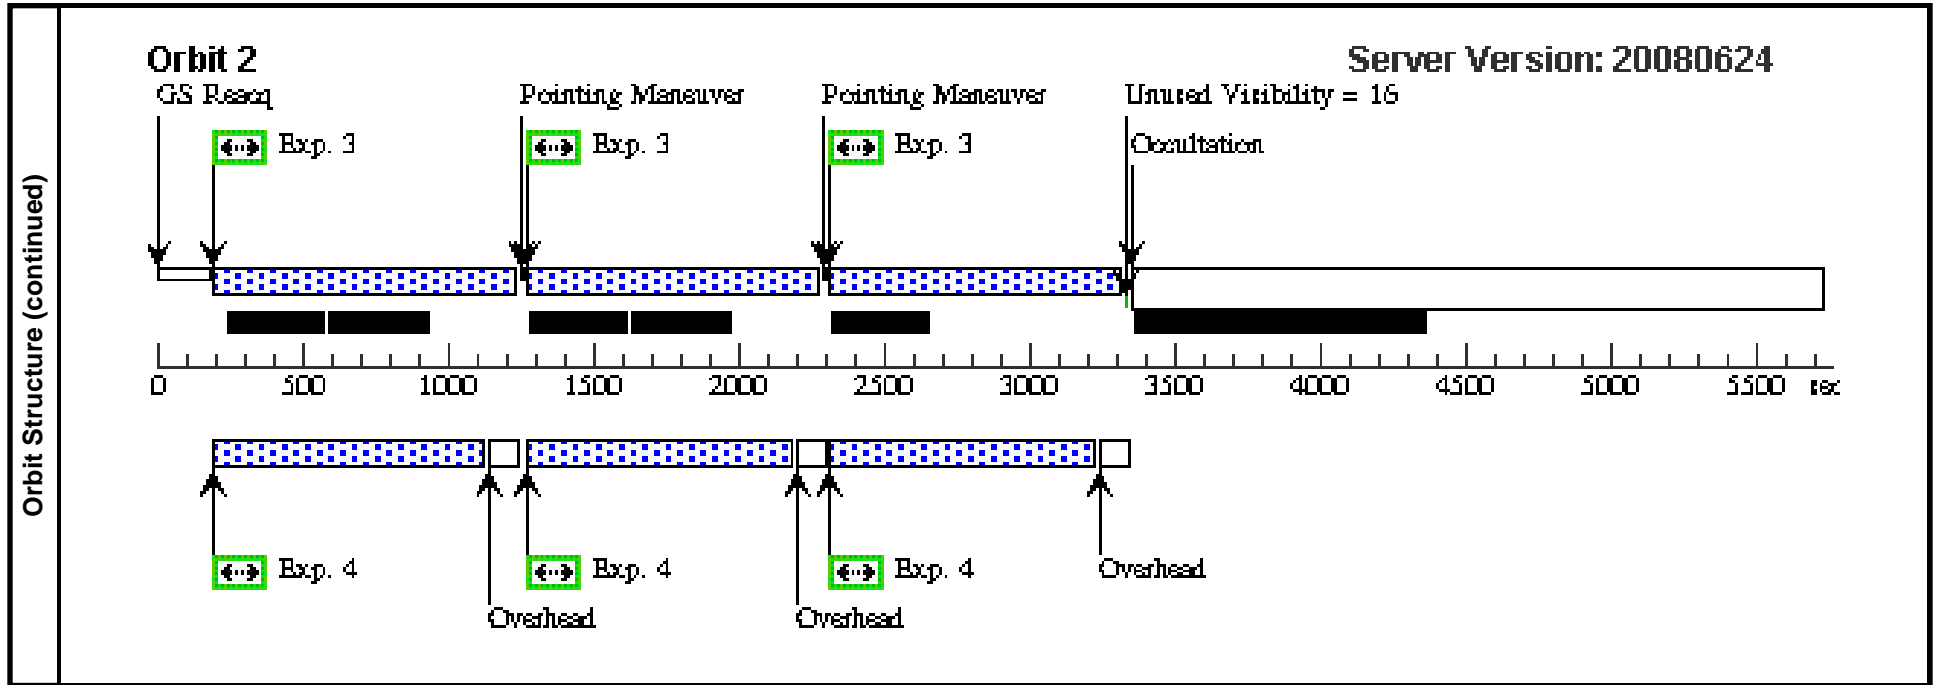 Orbit Structure (continued)
Orbit 2
Server Version: 20080624
GS Reacq
Pointing Maneuver
Pointing Maneuver
Unused Visibility = 16
Exp. 3
Exp. 3
Exp. 3
Occultation
0 500 1000 1500 2000 2500 3000 3500 4000 4500 5000 5500 sec
Exp. 4
Exp. 4
Exp. 4
Overhead
Overhead
Overhead